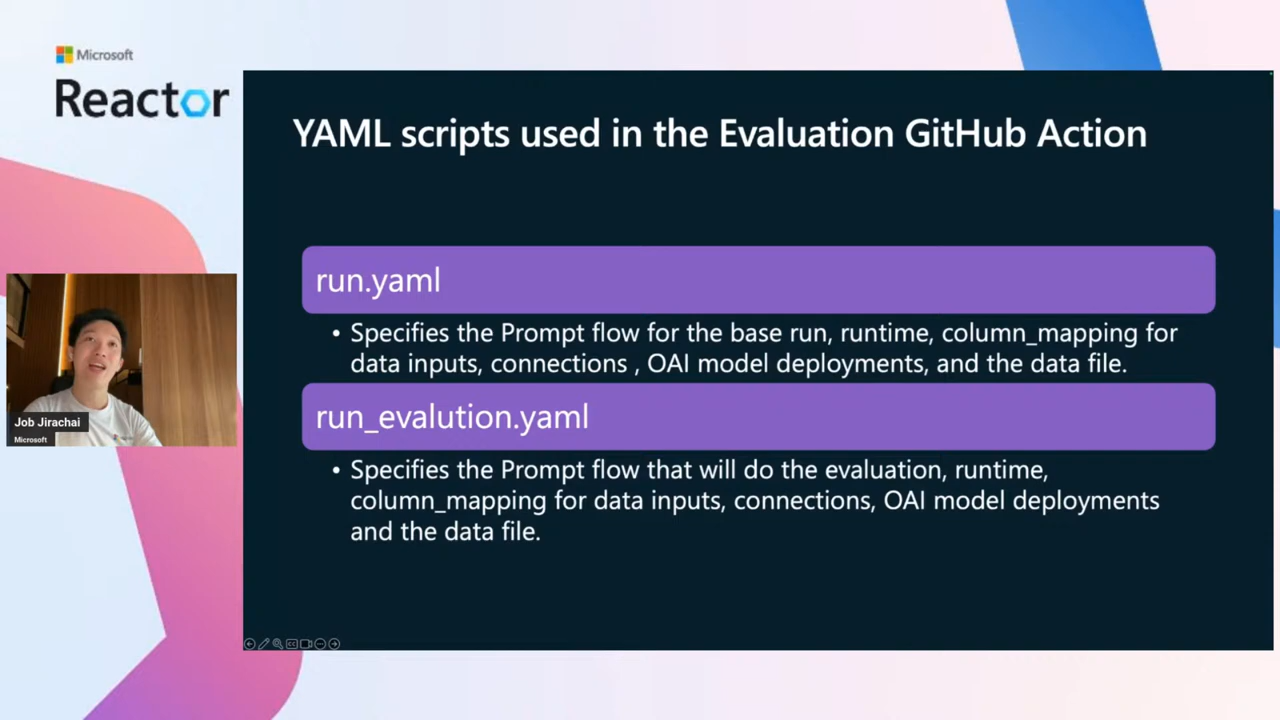 Microsoft
Reactor
YAML scripts used in the Evaluation GitHub Action
run.yaml
• Specifies the Prompt flow for the base run, runtime, column_mapping for
data inputs, connections , OAI model deployments, and the data file.
run_evalution.yaml
• Specifies the Prompt flow that will do the evaluation, runtime,
column_mapping for data inputs, connections, OAI model deployments
and the data file.
Job Jirachai
Microsoft